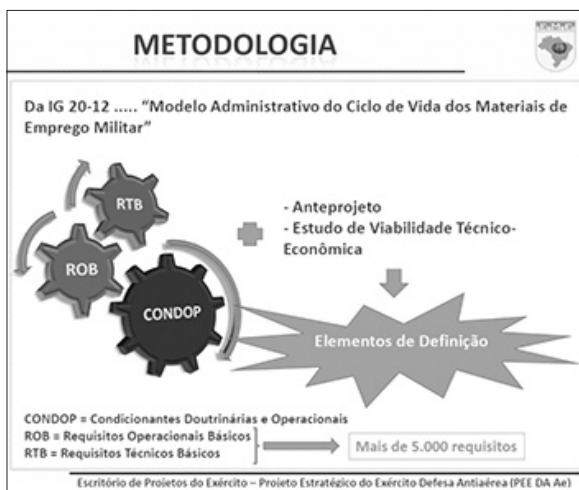 METODOLOGIA
Da IG 20-12 ..... “Modelo Administrativo do Ciclo de Vida dos Materiais de
Emprego Militar”
RTB
ROB
CONDOP
- Anteprojeto
- Estudo de Viabilidade Técnico-
Econômica
Elementos de Definição
CONDOP = Condicionantes Doutrinárias e Operacionais
ROB = Requisitos Operacionais Básicos
RTB = Requisitos Técnicos Básicos
Mais de 5.000 requisitos
Escritório de Projetos do Exército – Projeto Estratégico do Exército Defesa Antiaérea (PEE DA Ae)